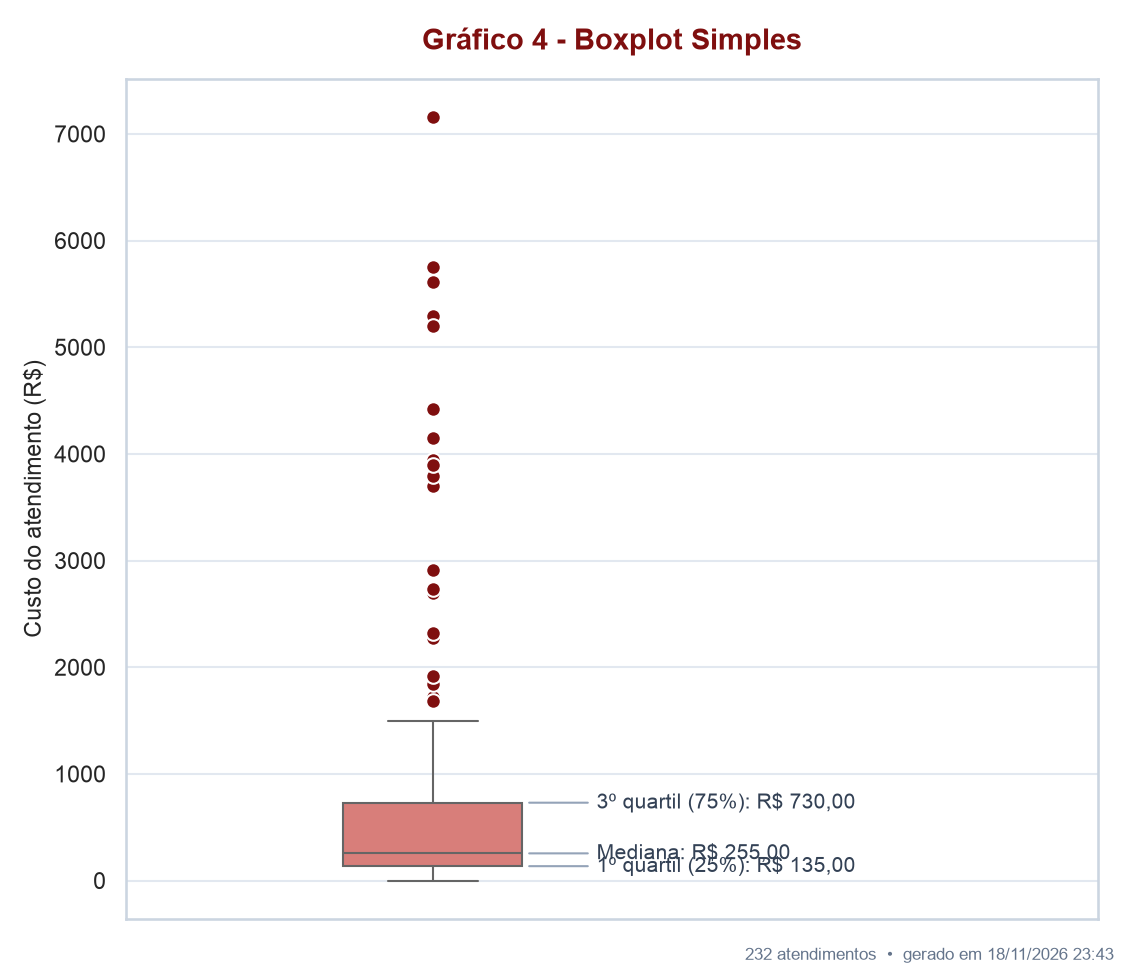 Gráfico 4 - Boxplot Simples
Custo do atendimento (R$)
7000
6000
5000
4000
3000
2000
1000
0
3º quartil (75%): R$ 730,00
Mediana: R$ 255,00
1º quartil (25%): R$ 135,00
232 atendimentos • gerado em 18/11/2026 23:43